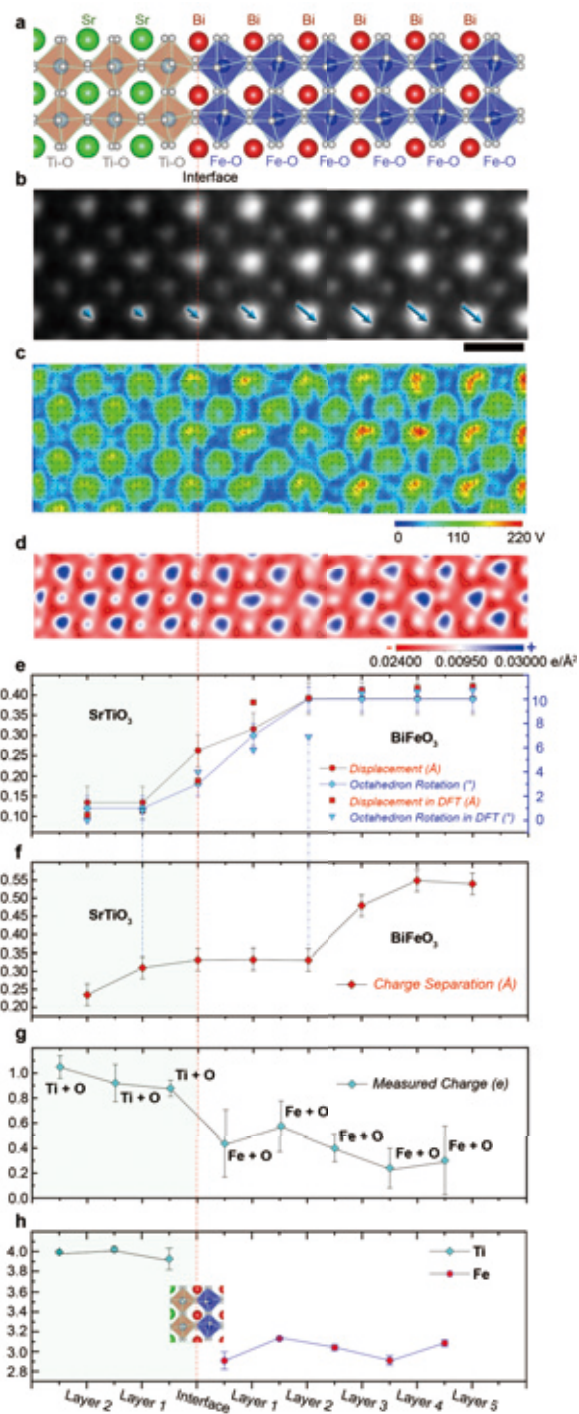 a
Sr Sr Bi Bi Bi Bi Bi Bi
Ti-O Ti-O Ti-O Fe-O Fe-O Fe-O Fe-O Fe-O Fe-O
Interface
b
c
0 110 220 V
d
- +
0.02400 0.00950 0.03000 e/Å²
e
0.40
0.35
0.30
0.25
0.20
0.15
0.10
SrTiO₃
BiFeO₃
Displacement (Å)
Octahedron Rotation (°)
Displacement in DFT (Å)
Octahedron Rotation in DFT (°)
10
8
6
4
2
0
f
0.55
0.50
0.45
0.40
0.35
0.30
0.25
0.20
SrTiO₃
BiFeO₃
Charge Separation (Å)
g
1.0
0.8
0.6
0.4
0.2
0.0
Ti + O
Ti + O
Ti + O
Fe + O
Fe + O
Fe + O
Fe + O
Fe + O
Measured Charge (e)
h
4.0
3.8
3.6
3.4
3.2
3.0
2.8
Ti
Fe
Layer 2 Layer 1 Interface Layer 1 Layer 2 Layer 3 Layer 4 Layer 5